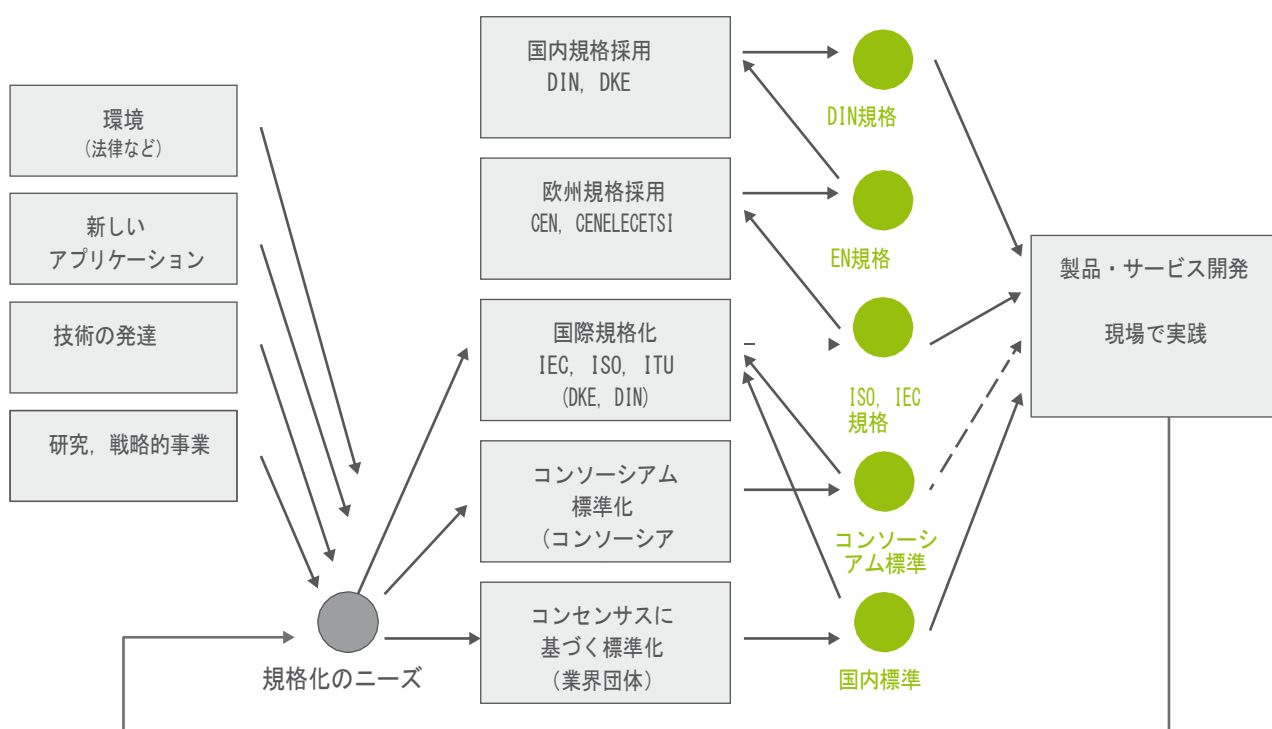 環境
(法律など)
新しい
アプリケーション
技術の発達
研究, 戦略的事業
規格化のニーズ
国内規格採用
DIN, DKE
欧州規格採用
CEN, CENELECETSI
国際規格化
IEC, ISO, ITU
(DKE, DIN)
コンソーシアム
標準化
(コンソーシア
コンセンサスに
基づく標準化
(業界団体)
DIN規格
EN規格
ISO, IEC
規格
コンソーシ
アム標準
国内標準
製品・サービス開発
現場で実践